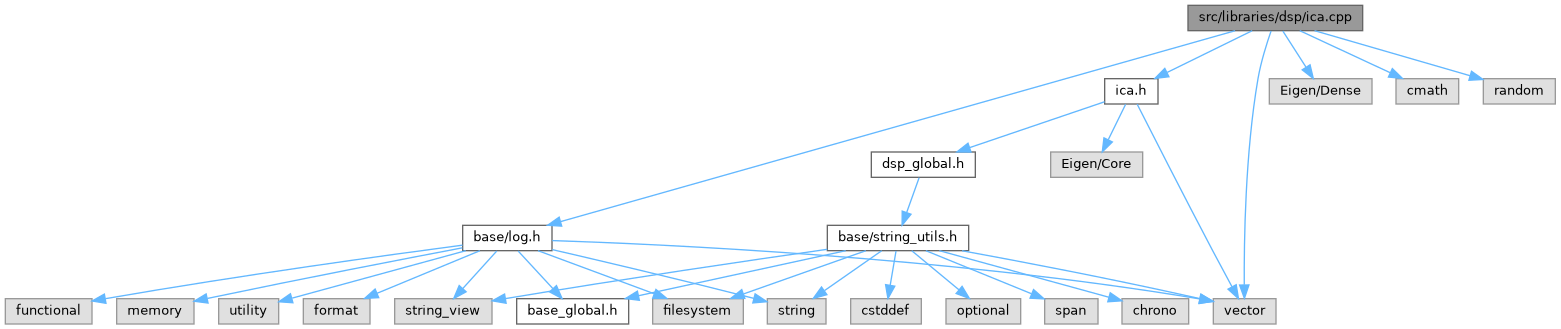 src/libraries/dsp/ica.cpp
ica.h
Eigen/Dense
cmath
random
dsp_global.h
Eigen/Core
base/log.h
base/string_utils.h
functional
memory
utility
format
string_view
base_global.h
filesystem
string
cstddef
optional
span
chrono
vector